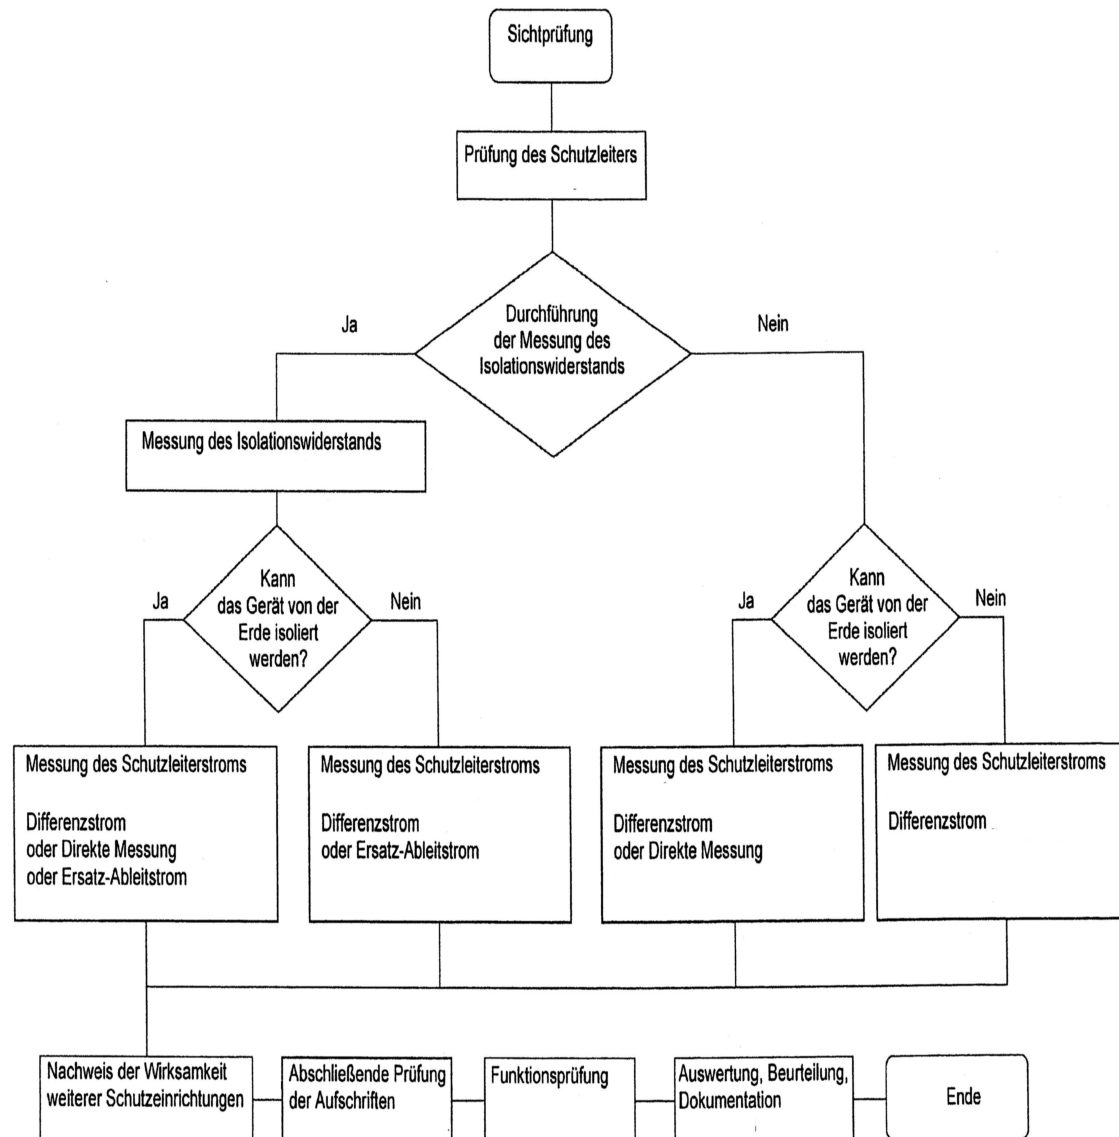 Sichtprüfung
Prüfung des Schutzleiters
Durchführung
der Messung des
Isolationswiderstands
Ja
Nein
Messung des Isolationswiderstands
Kann
das Gerät von der
Erde isoliert
werden?
Ja
Nein
Kann
das Gerät von der
Erde isoliert
werden?
Ja
Nein
Messung des Schutzleiterstroms
Differenzstrom
oder Direkte Messung
oder Ersatz-Ableitstrom
Messung des Schutzleiterstroms
Differenzstrom
oder Ersatz-Ableitstrom
Messung des Schutzleiterstroms
Differenzstrom
oder Direkte Messung
Messung des Schutzleiterstroms
Differenzstrom
Nachweis der Wirksamkeit
weiterer Schutzeinrichtungen
Abschließende Prüfung
der Aufschriften
Funktionsprüfung
Auswertung, Beurteilung,
Dokumentation
Ende